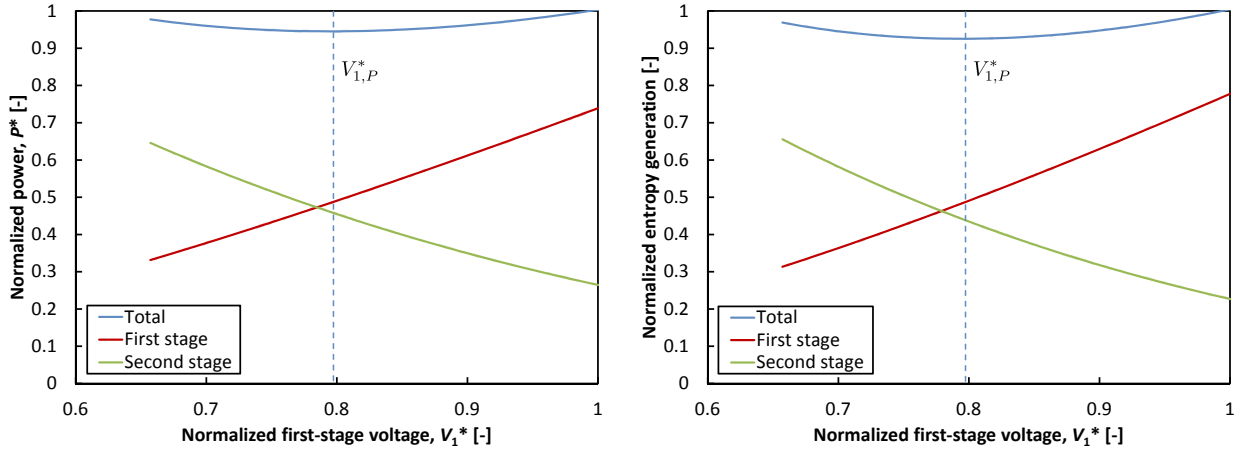 Normalized power, P* [-]
1
0.9
0.8
0.7
0.6
0.5
0.4
0.3
0.2
0.1
0
V*1,P
Total
First stage
Second stage
0.6
0.7
0.8
0.9
1
Normalized first-stage voltage, V1* [-]
Normalized entropy generation [-]
1
0.9
0.8
0.7
0.6
0.5
0.4
0.3
0.2
0.1
0
V*1,P
Total
First stage
Second stage
0.6
0.7
0.8
0.9
1
Normalized first-stage voltage, V1* [-]